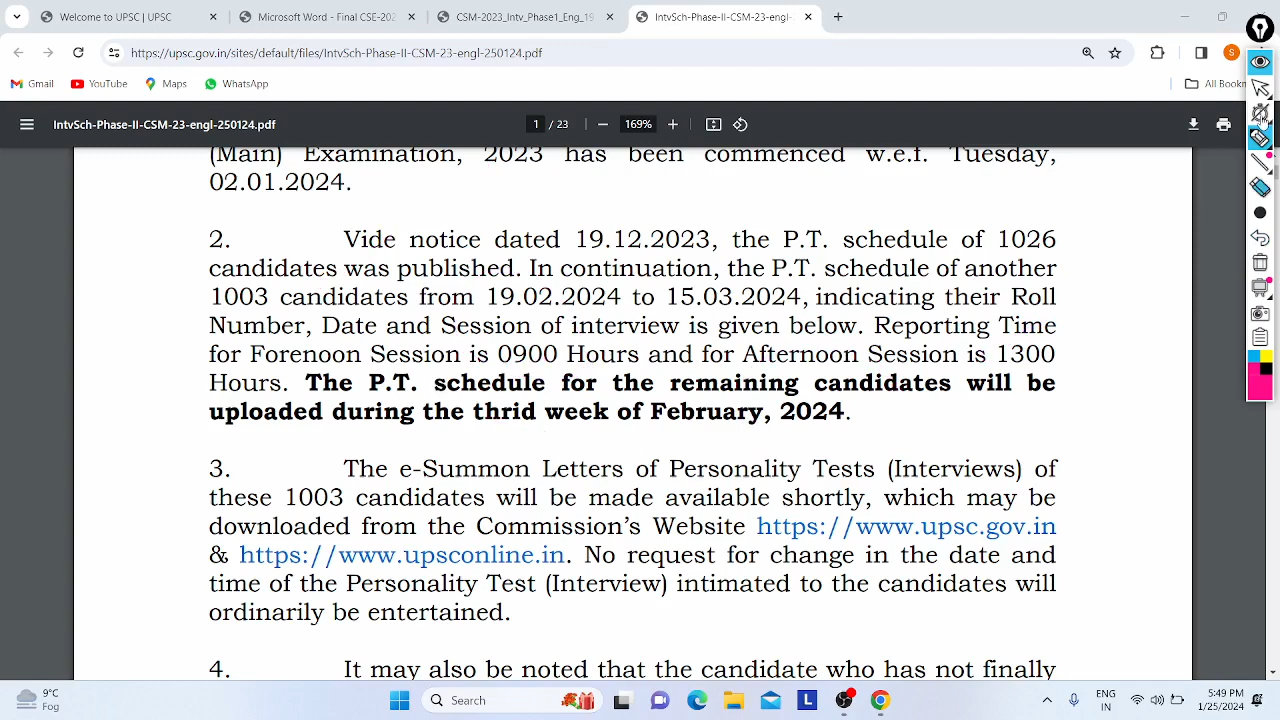 Welcome to UPSC | UPSC
Microsoft Word - Final CSE-202
CSM-2023_Intv_Phase1_Eng_19
IntvSch-Phase-II-CSM-23-engl-
https://upsc.gov.in/sites/default/files/IntvSch-Phase-II-CSM-23-engl-250124.pdf
S
Gmail
YouTube
Maps
WhatsApp
All Bookm
IntvSch-Phase-II-CSM-23-engl-250124.pdf
1 / 23
169%
(Main) Examination, 2023 has been commenced w.e.f. Tuesday,
02.01.2024.
2. Vide notice dated 19.12.2023, the P.T. schedule of 1026
candidates was published. In continuation, the P.T. schedule of another
1003 candidates from 19.02.2024 to 15.03.2024, indicating their Roll
Number, Date and Session of interview is given below. Reporting Time
for Forenoon Session is 0900 Hours and for Afternoon Session is 1300
Hours. The P.T. schedule for the remaining candidates will be
uploaded during the thrid week of February, 2024.
3. The e-Summon Letters of Personality Tests (Interviews) of
these 1003 candidates will be made available shortly, which may be
downloaded from the Commission's Website https://www.upsc.gov.in
& https://www.upsconline.in. No request for change in the date and
time of the Personality Test (Interview) intimated to the candidates will
ordinarily be entertained.
4. It may also be noted that the candidate who has not finally
9°C
Fog
Search
L
ENG
IN
5:49 PM
1/25/2024